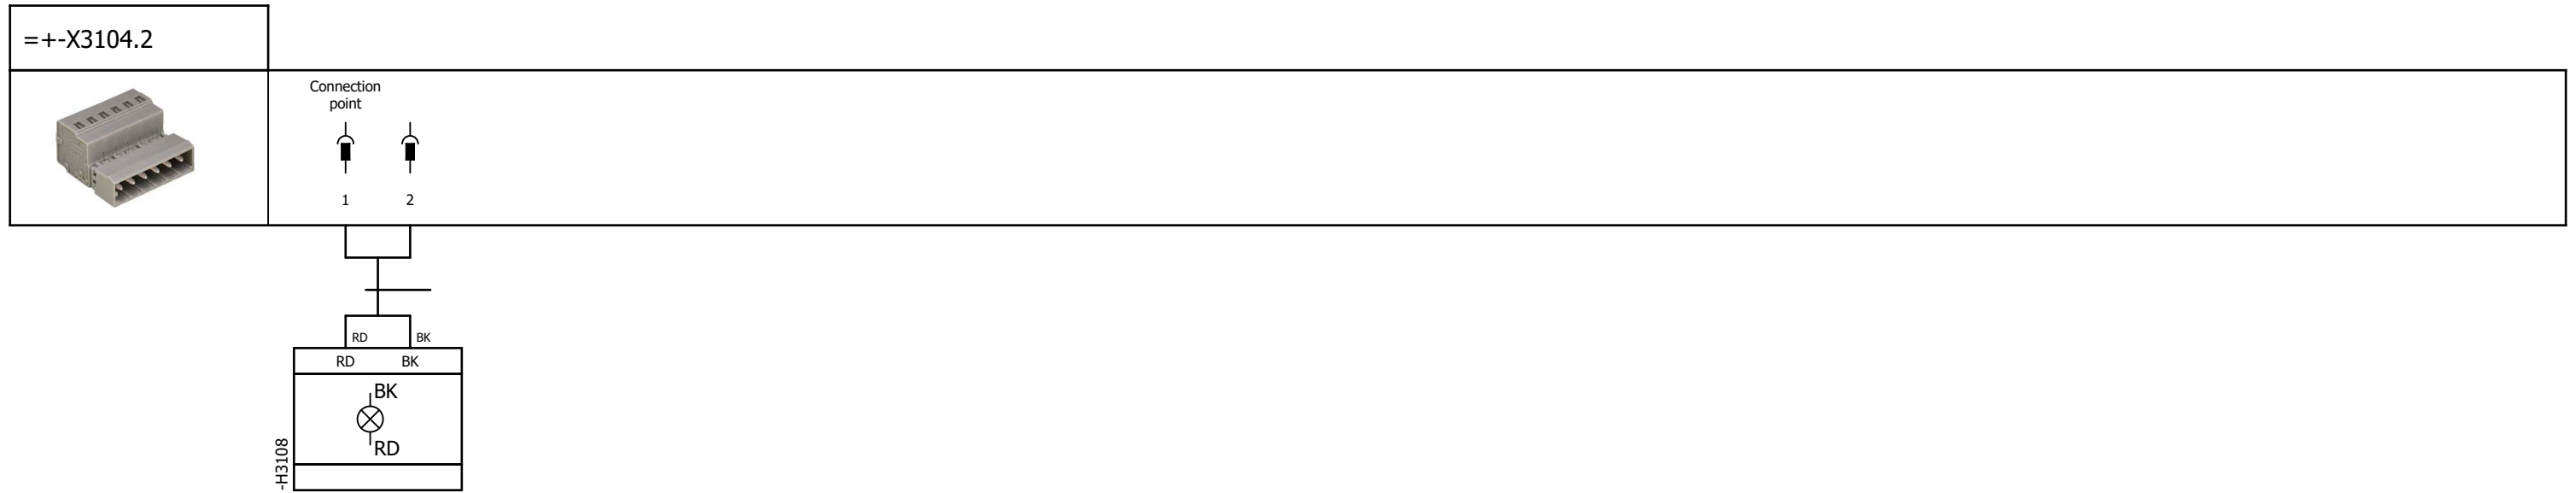 =+-X3104.2
Connection
point
1 2
RD BK
RD BK
BK
RD
-H3108